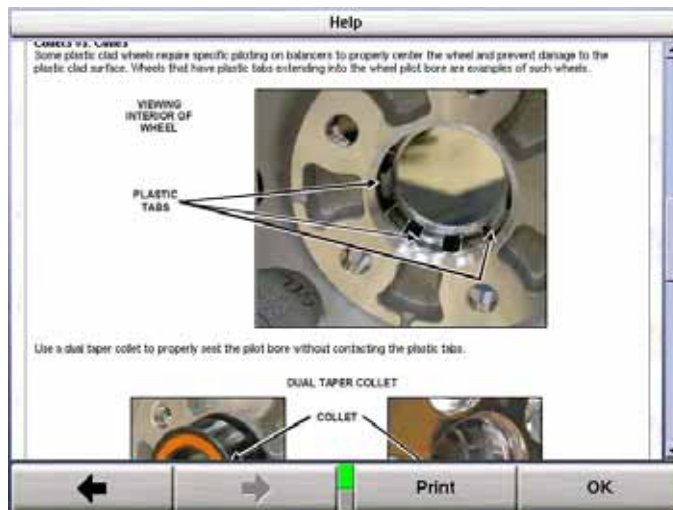 Help
Collets vs. Cones
Some plastic clad wheels require specific piloting on balancers to properly center the wheel and prevent damage to the
plastic clad surface. Wheels that have plastic tabs extending into the wheel pilot bore are examples of such wheels.
VIEWING
INTERIOR OF
WHEEL
PLASTIC
TABS
Use a dual taper collet to properly seat the pilot bore without contacting the plastic tabs.
DUAL TAPER COLLET
COLLET
Print
OK